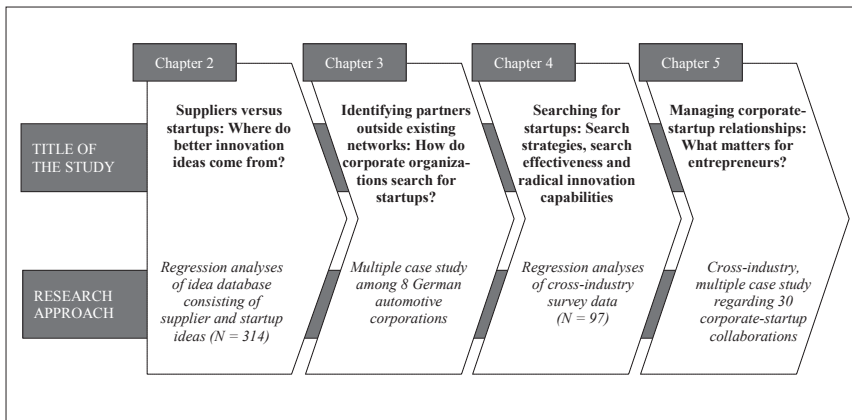 Chapter 2
Chapter 3
Chapter 4
Chapter 5
TITLE OF
THE STUDY
Suppliers versus
startups: Where do
better innovation
ideas come from?
Identifying partners
outside existing
networks: How do
corporate organiza-
tions search for
startups?
Searching for
startups: Search
strategies, search
effectiveness and
radical innovation
capabilities
Managing corporate-
startup relationships:
What matters for
entrepreneurs?
RESEARCH
APPROACH
Regression analyses
of idea database
consisting of
supplier and startup
ideas (N = 314)
Multiple case study
among 8 German
automotive
corporations
Regression analyses
of cross-industry
survey data
(N = 97)
Cross-industry,
multiple case study
regarding 30
corporate-startup
collaborations